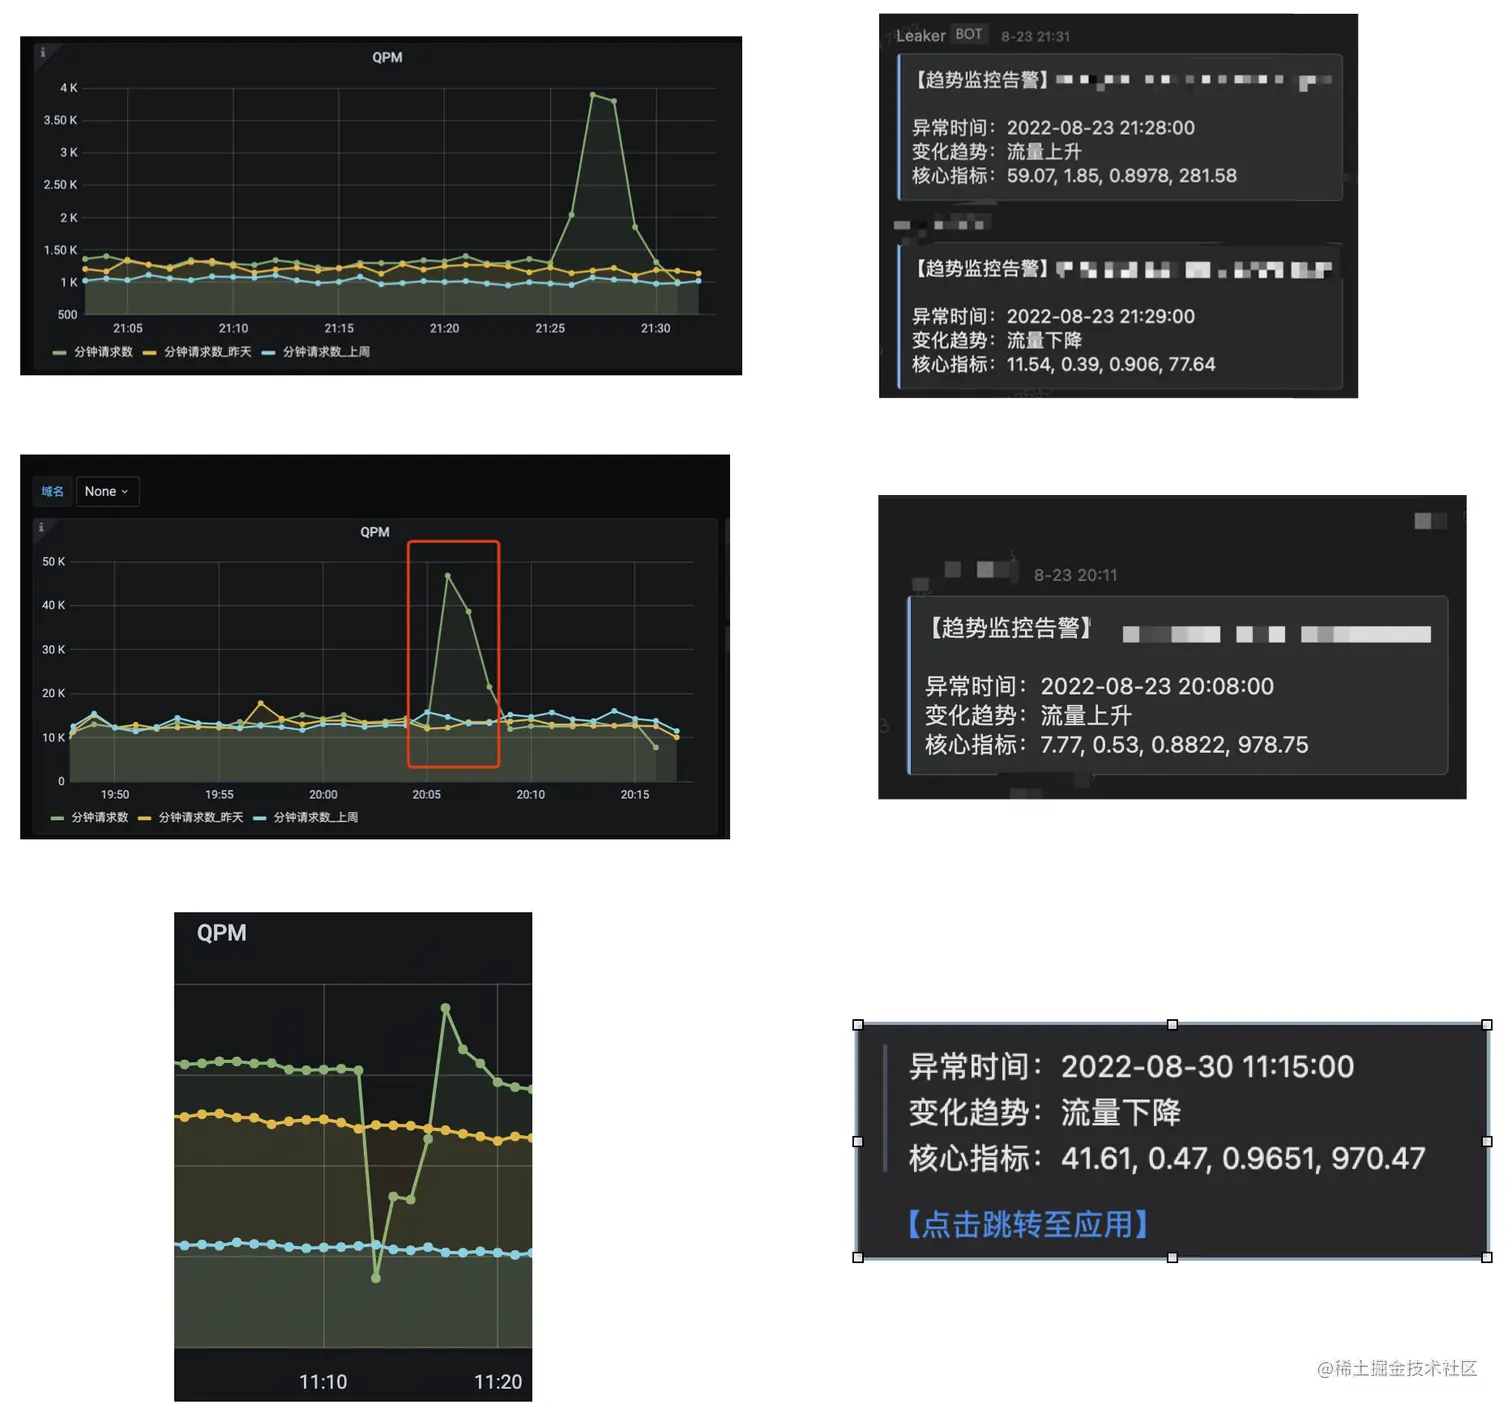 QPM
4 K
3.50 K
3 K
2.50 K
2 K
1.50 K
1 K
500
21:05 21:10 21:15 21:20 21:25 21:30
分钟请求数 分钟请求数_昨天 分钟请求数_上周
Leaker BOT 8-23 21:31
【趋势监控告警】
异常时间：2022-08-23 21:28:00
变化趋势：流量上升
核心指标：59.07, 1.85, 0.8978, 281.58
【趋势监控告警】
异常时间：2022-08-23 21:29:00
变化趋势：流量下降
核心指标：11.54, 0.39, 0.906, 77.64
域名 None
QPM
50 K
40 K
30 K
20 K
10 K
0
19:50 19:55 20:00 20:05 20:10 20:15
分钟请求数 分钟请求数_昨天 分钟请求数_上周
8-23 20:11
【趋势监控告警】
异常时间：2022-08-23 20:08:00
变化趋势：流量上升
核心指标：7.77, 0.53, 0.8822, 978.75
QPM
11:10 11:20
异常时间：2022-08-30 11:15:00
变化趋势：流量下降
核心指标：41.61, 0.47, 0.9651, 970.47
【点击跳转至应用】
@稀土掘金技术社区